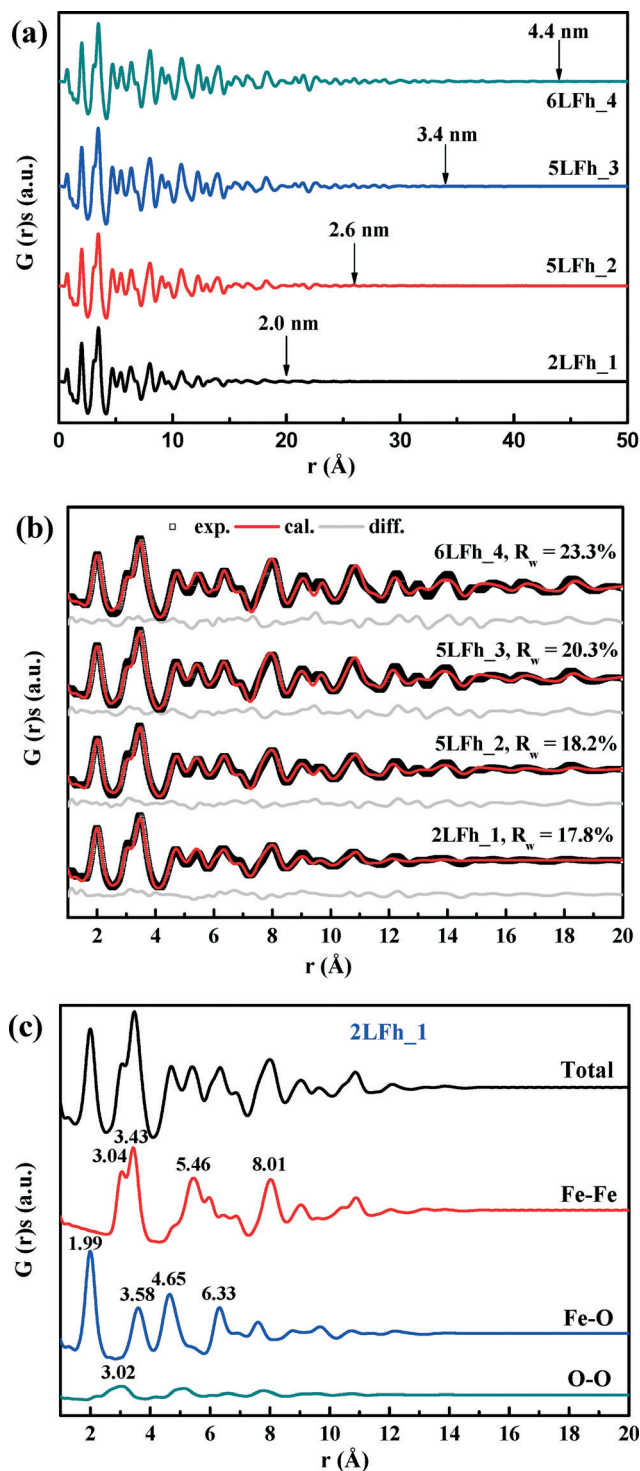 (a)
4.4 nm
6LFh_4
3.4 nm
5LFh_3
2.6 nm
5LFh_2
2.0 nm
2LFh_1
G (r)s (a.u.)
0 10 20 30 40 50
r (Å)
(b)
exp. cal. diff.
6LFh_4, R_w = 23.3%
5LFh_3, R_w = 20.3%
5LFh_2, R_w = 18.2%
2LFh_1, R_w = 17.8%
G (r)s (a.u.)
2 4 6 8 10 12 14 16 18 20
r (Å)
(c)
2LFh_1
Total
3.04 3.43 5.46 8.01
Fe-Fe
1.99 3.58 4.65 6.33
Fe-O
3.02
O-O
G (r)s (a.u.)
2 4 6 8 10 12 14 16 18 20
r (Å)